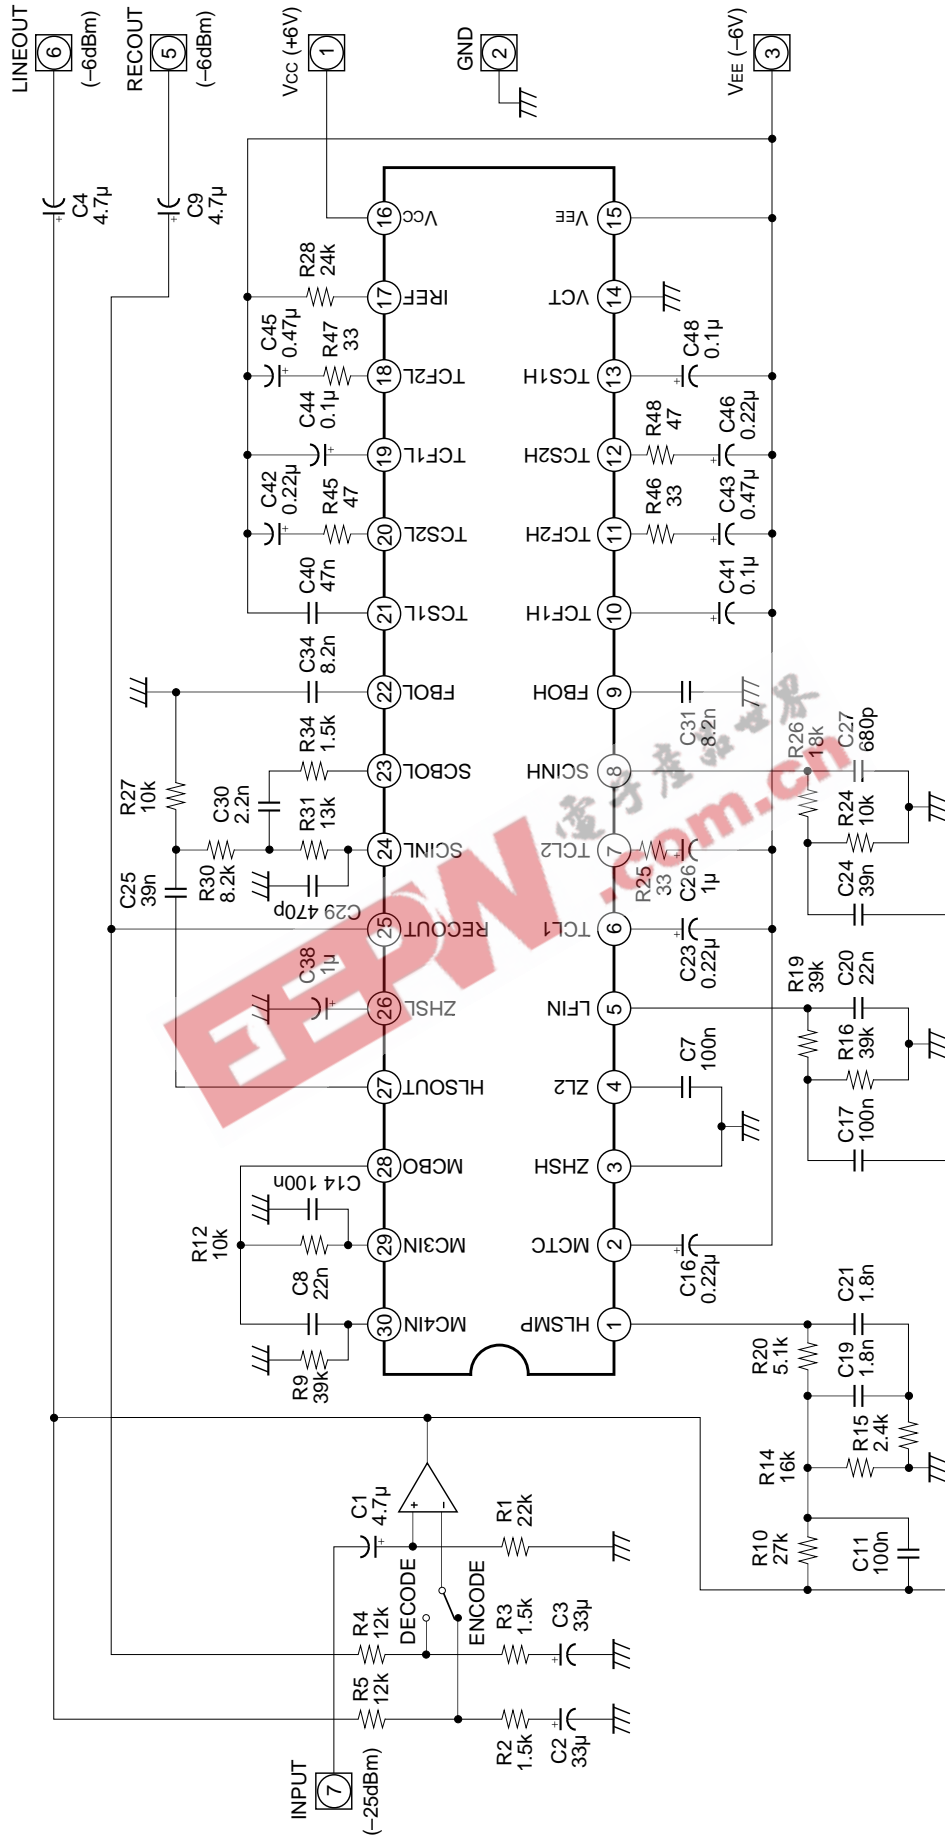 LINEOUT
6
(–6dBm)
RECOUT
5
(–6dBm)
VCC (+6V)
1
GND
2
VEE (–6V)
3
C4
4.7µ
C9
4.7µ
16
VCC
15
VEE
R28
24k
17
IREF
14
VCT
C45
0.47µ
R47
33
18
TCF2L
13
TCS1H
C48
0.1µ
C44
0.1µ
19
TCF1L
12
TCS2H
R48
47
C46
0.22µ
C42
0.22µ
R45
47
20
TCS2L
11
TCF2H
R46
33
C43
0.47µ
C40
47n
21
TCS1L
10
TCF1H
C41
0.1µ
C34
8.2n
22
FBOL
9
FBOH
C31
8.2n
R27
10k
R34
1.5k
23
SCBOL
8
SCINH
R26
18k
C27
680p
C30
2.2n
R31
13k
24
SCINL
7
TCL2
R25
33
C26
1µ
R24
10k
C25
39n
R30
8.2k
C29 470p
C24
39n
25
RECOUT
6
TCL1
C23
0.22µ
C38
1µ
26
ZHSL
5
LFIN
R19
39k
C20
22n
27
HLSOUT
4
ZL2
C7
100n
R16
39k
C17
100n
28
MCBO
3
ZHSH
R12
10k
C14 100n
C8
22n
29
MC3IN
2
MCTC
C16
0.22µ
R9
39k
30
MC4IN
1
HLSMP
R20
5.1k
C21
1.8n
C19
1.8n
R14
16k
R15
2.4k
R10
27k
C11
100n
C1
4.7µ
+
–
R1
22k
DECODE
ENCODE
R4
12k
R3
1.5k
C3
33µ
R5
12k
R2
1.5k
C2
33µ
INPUT
7
(–25dBm)
EEPW
.com.cn
電子産品世界